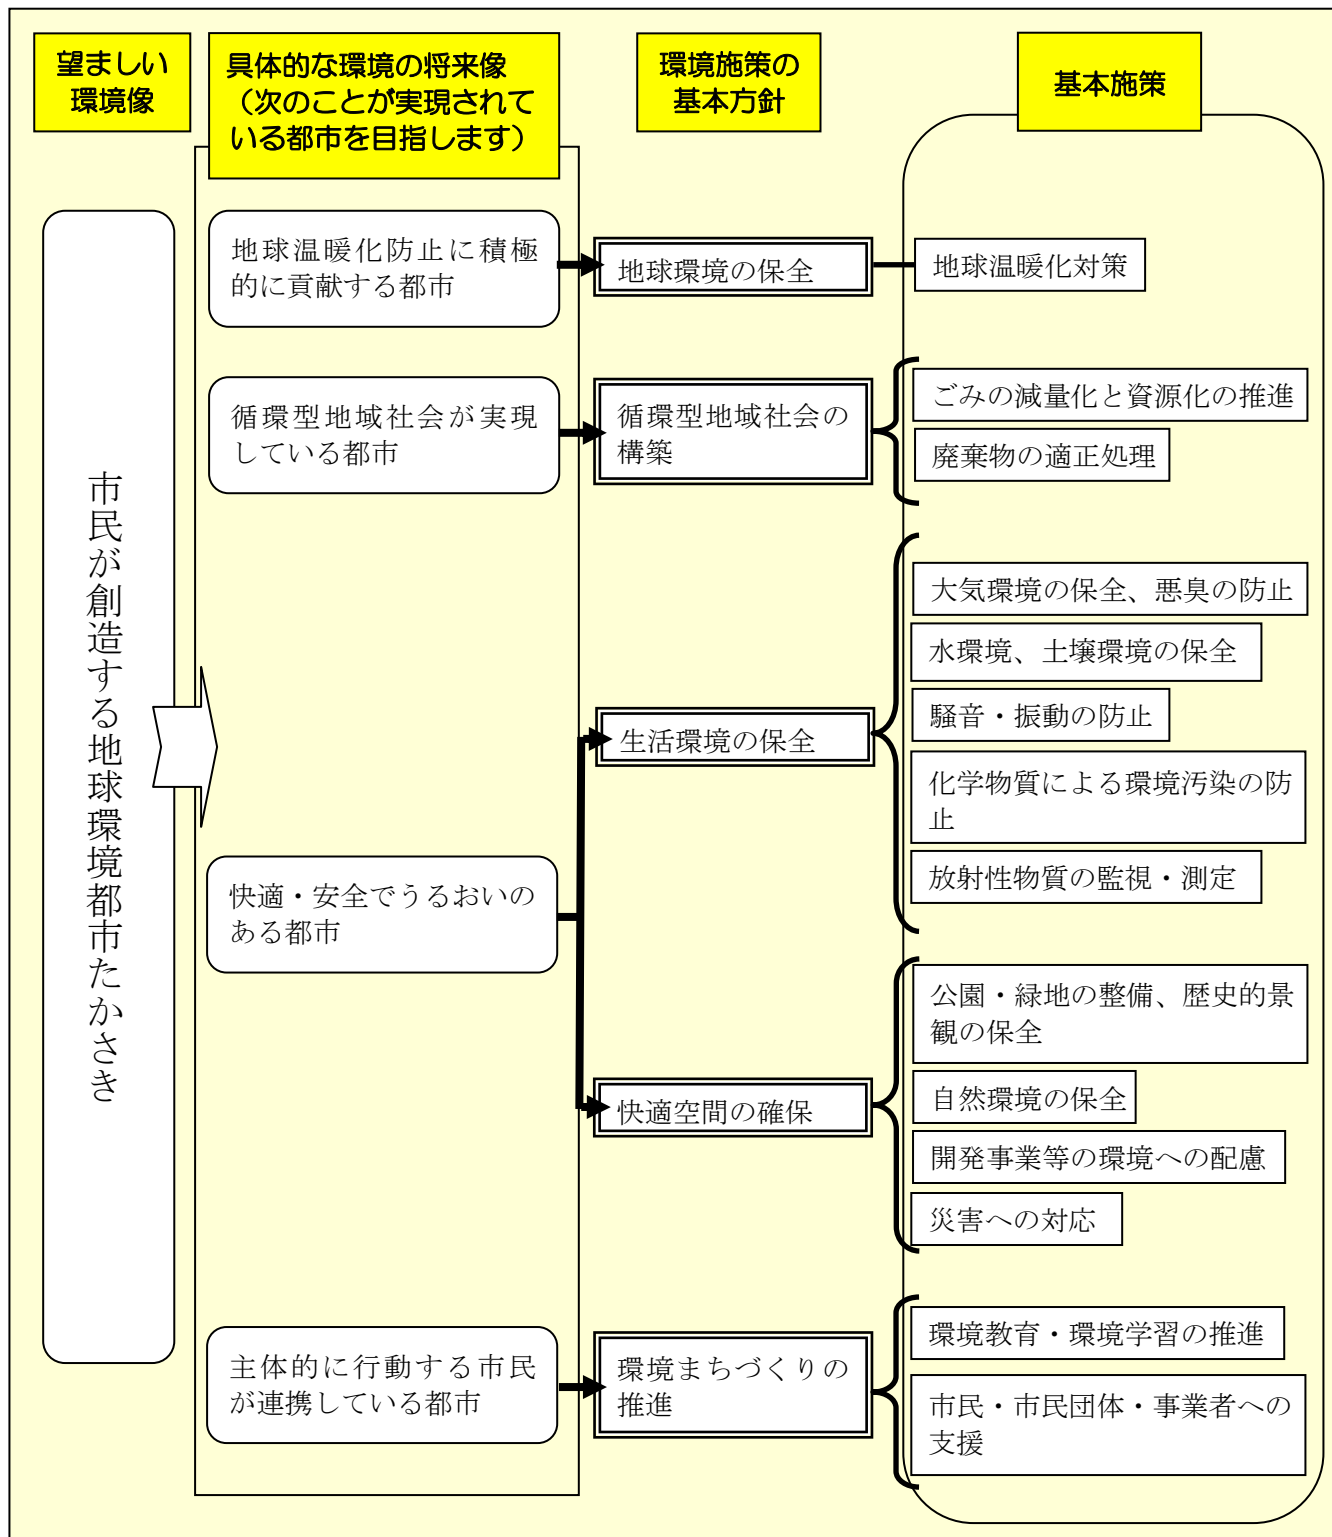 望ましい
環境像
具体的な環境の将来像
（次のことが実現されて
いる都市を目指します）
環境施策の
基本方針
基本施策
市民が創造する地球環境都市たかさき
地球温暖化防止に積極
的に貢献する都市
地球環境の保全
地球温暖化対策
循環型地域社会が実現
している都市
循環型地域社会の
構築
ごみの減量化と資源化の推進
廃棄物の適正処理
快適・安全でうるおいの
ある都市
生活環境の保全
大気環境の保全、悪臭の防止
水環境、土壌環境の保全
騒音・振動の防止
化学物質による環境汚染の防
止
放射性物質の監視・測定
快適空間の確保
公園・緑地の整備、歴史的景
観の保全
自然環境の保全
開発事業等の環境への配慮
災害への対応
主体的に行動する市民
が連携している都市
環境まちづくりの
推進
環境教育・環境学習の推進
市民・市民団体・事業者への
支援